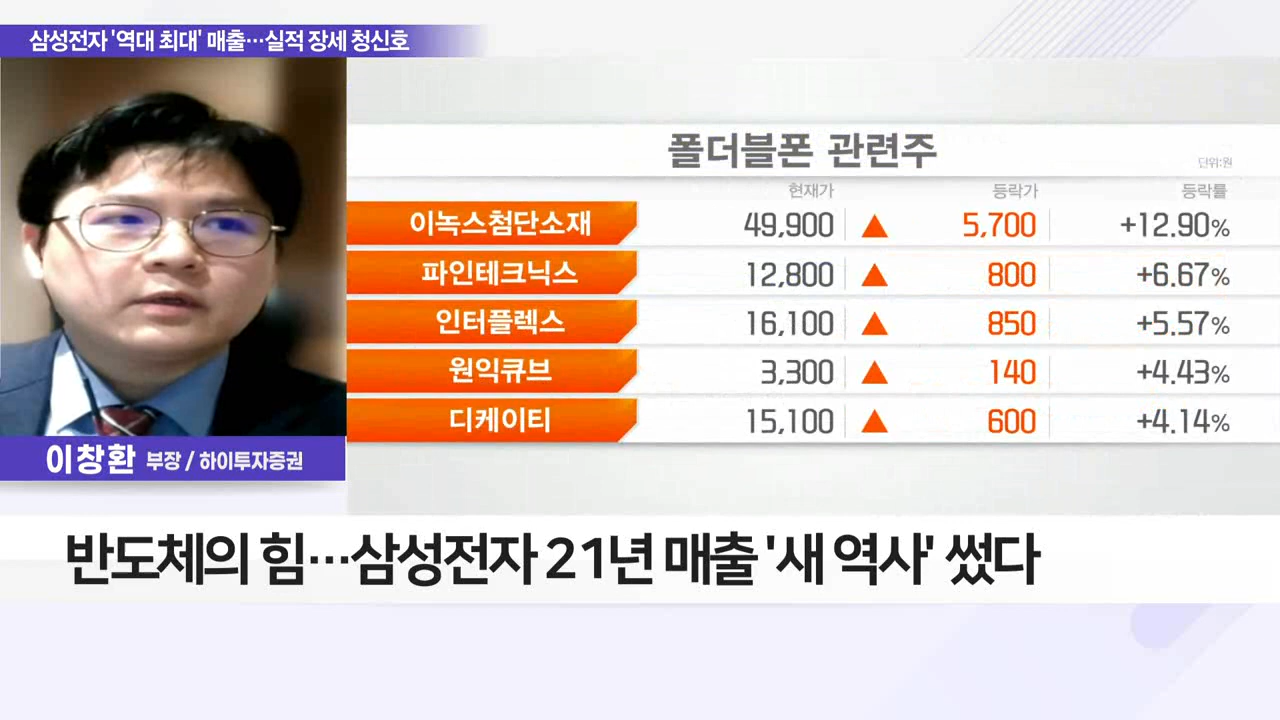 삼성전자 '역대 최대' 매출…실적 장세 청신호
폴더블폰 관련주
단위:원
현재가 등락가 등락률
이녹스첨단소재 49,900 ▲ 5,700 +12.90%
파인테크닉스 12,800 ▲ 800 +6.67%
인터플렉스 16,100 ▲ 850 +5.57%
원익큐브 3,300 ▲ 140 +4.43%
디케이티 15,100 ▲ 600 +4.14%
이창환 부장 / 하이투자증권
반도체의 힘…삼성전자 21년 매출 '새 역사' 썼다